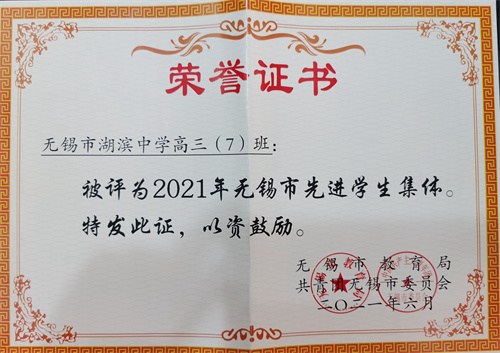 荣誉证书
无锡市湖滨中学高三（7）班：
被评为2021年无锡市先进学生集体。
特发此证，以资鼓励。
无锡市教育局
共青团无锡市委员会
二〇二一年六月